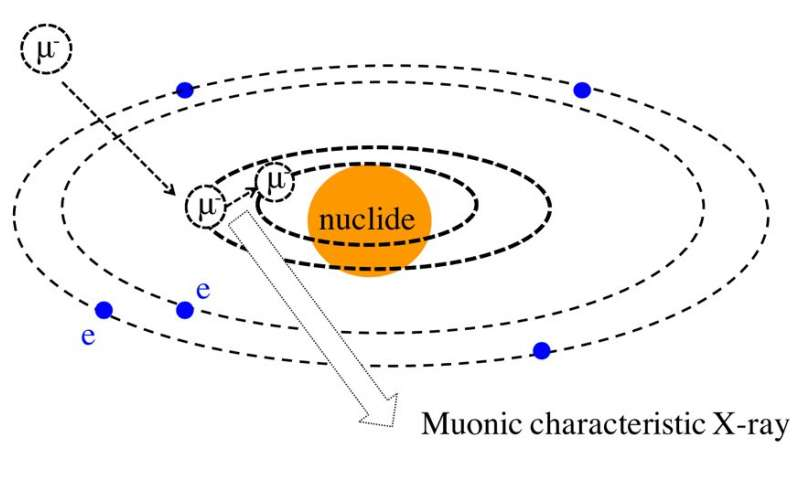 μ-
μ-
μ-
nuclide
e
e
Muonic characteristic X-ray